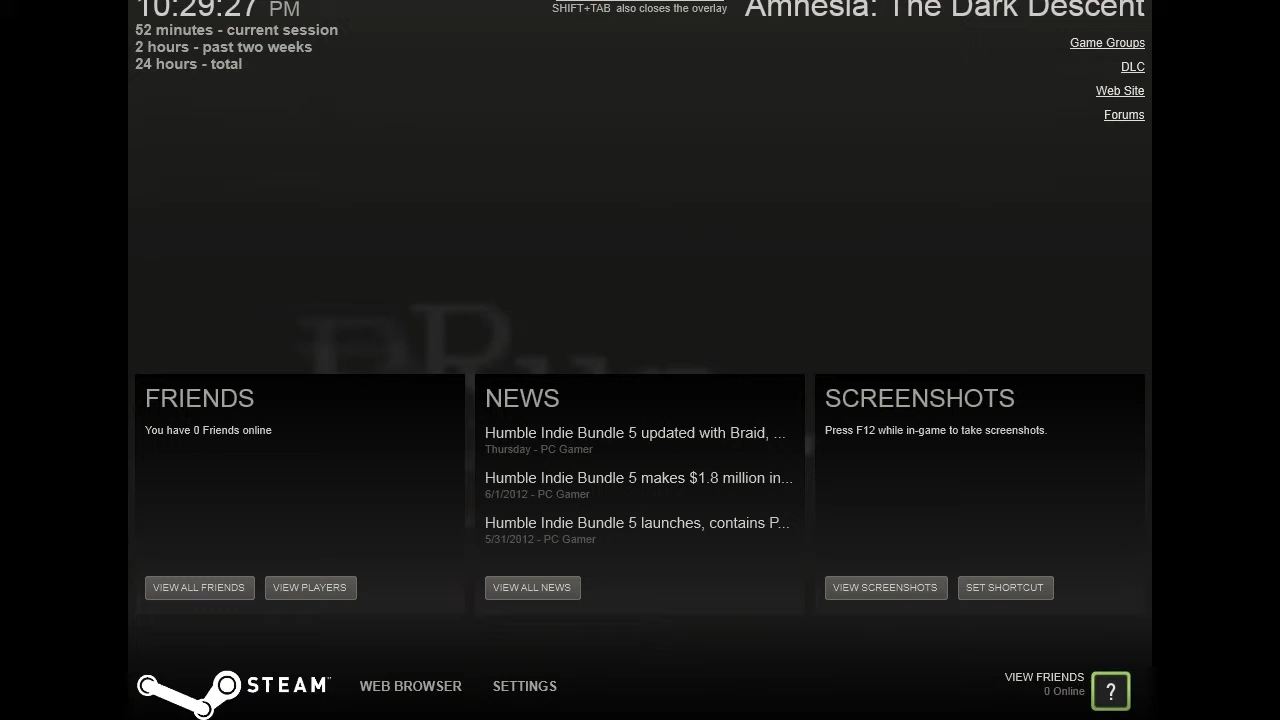 10:29:27 PM
52 minutes - current session
2 hours - past two weeks
24 hours - total
SHIFT+TAB also closes the overlay
Amnesia: The Dark Descent
Game Groups
DLC
Web Site
Forums
FRIENDS
You have 0 Friends online
VIEW ALL FRIENDS
VIEW PLAYERS
NEWS
Humble Indie Bundle 5 updated with Braid, ...
Thursday - PC Gamer
Humble Indie Bundle 5 makes $1.8 million in...
6/1/2012 - PC Gamer
Humble Indie Bundle 5 launches, contains P...
5/31/2012 - PC Gamer
VIEW ALL NEWS
SCREENSHOTS
Press F12 while in-game to take screenshots.
VIEW SCREENSHOTS
SET SHORTCUT
STEAM™
WEB BROWSER
SETTINGS
VIEW FRIENDS
0 Online
?